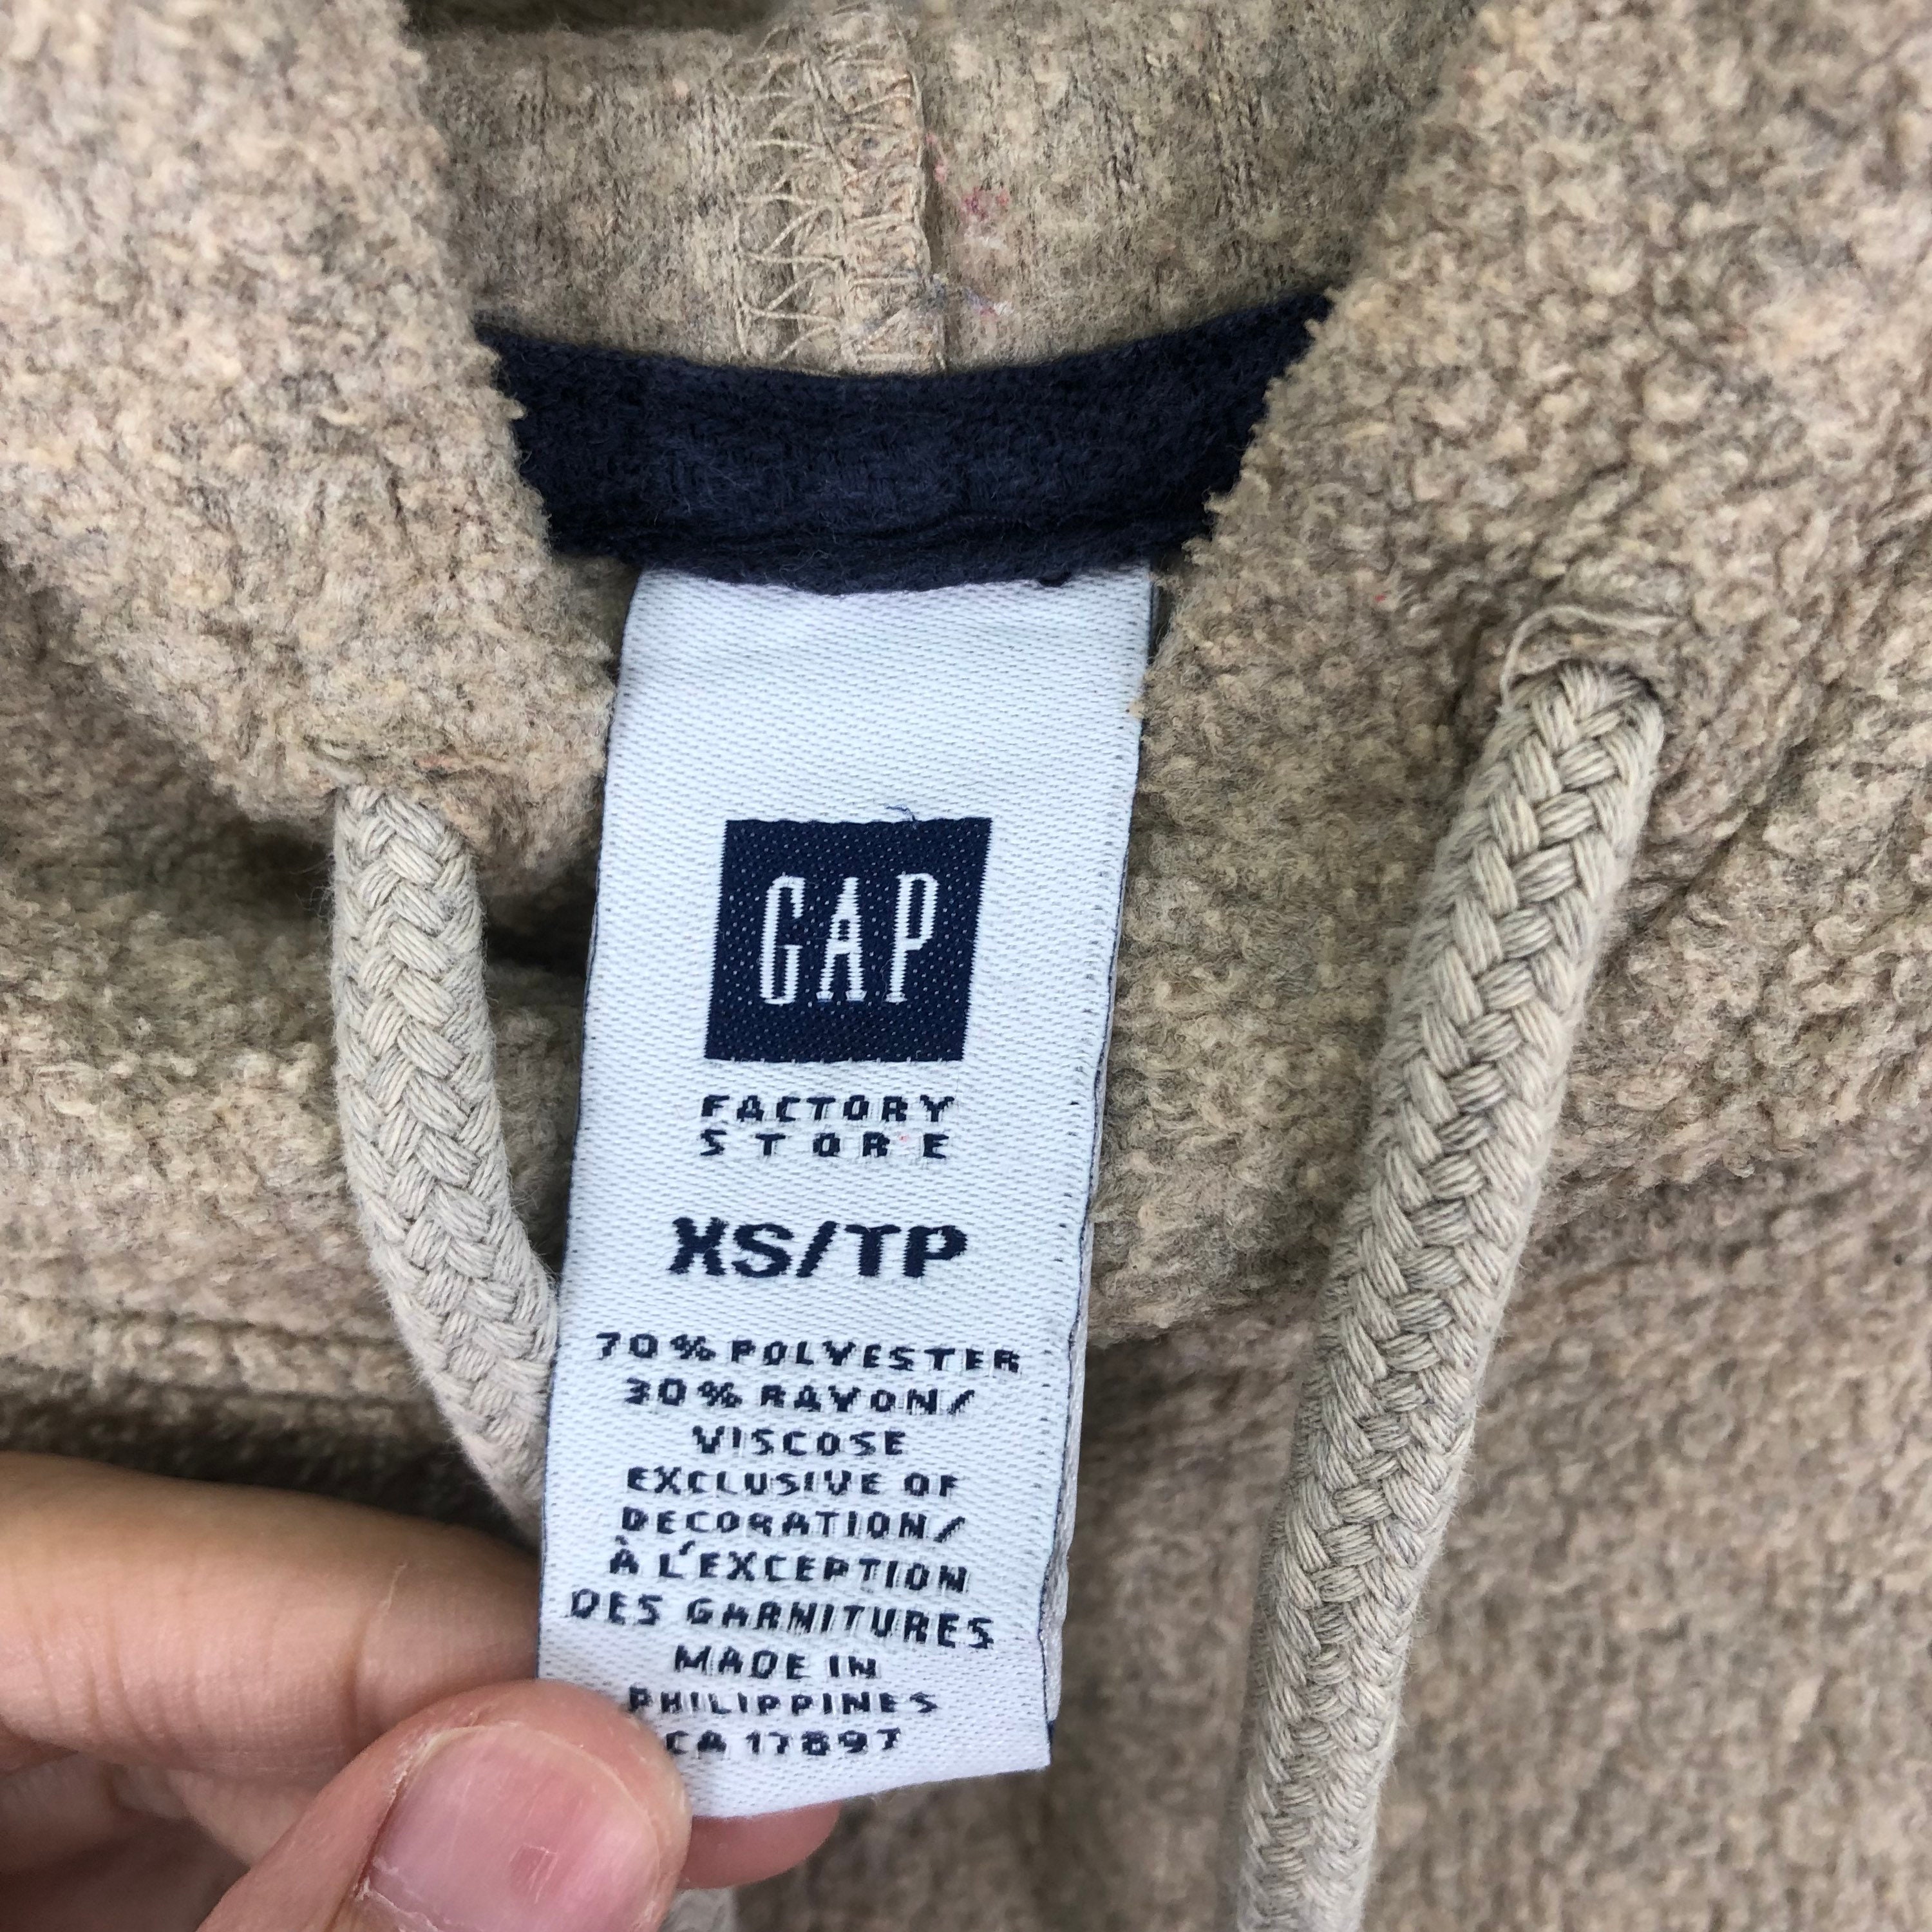 GAP
FACTORY
STORE
XS/TP
70% POLYESTER
30% RAYON/
VISCOSE
EXCLUSIVE OF
DECORATION/
À L'EXCEPTION
DES GARNITURES
MADE IN
PHILIPPINES
CA 17897